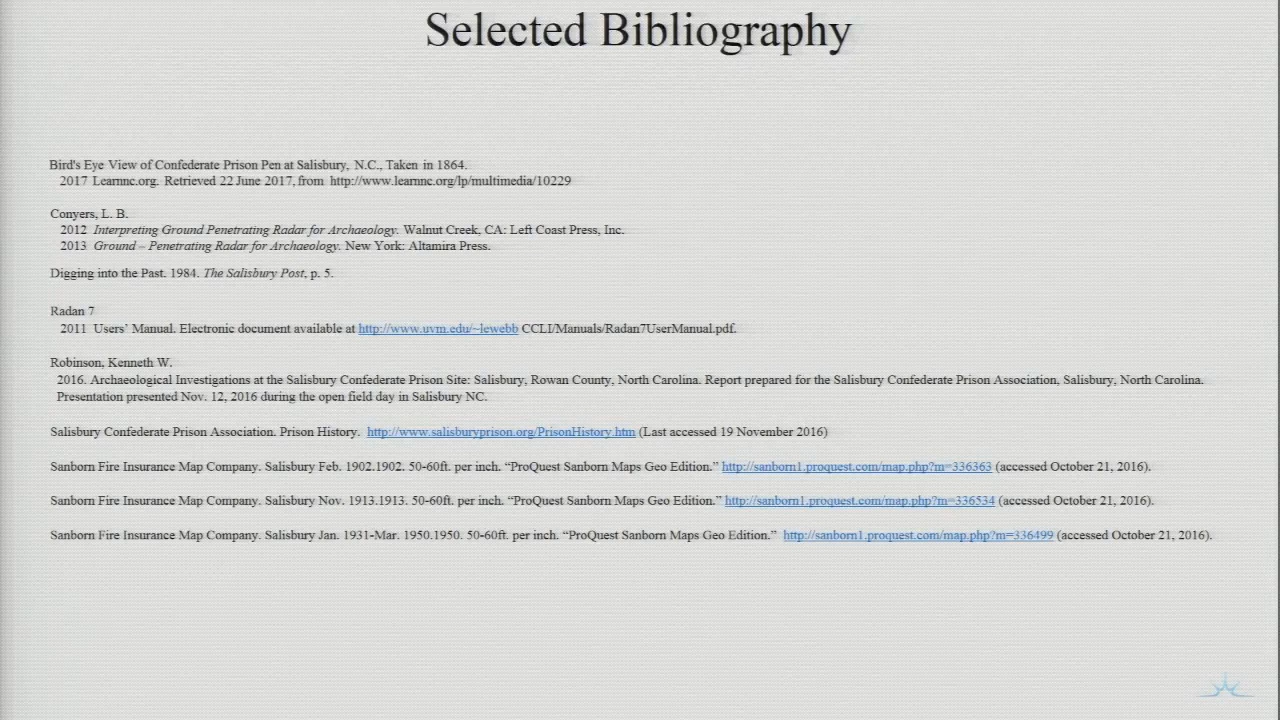 Selected Bibliography
Bird's Eye View of Confederate Prison Pen at Salisbury, N.C., Taken in 1864.
2017 Learnnc.org. Retrieved 22 June 2017, from http://www.learnnc.org/lp/multimedia/10229
Conyers, L. B.
2012 Interpreting Ground Penetrating Radar for Archaeology. Walnut Creek, CA: Left Coast Press, Inc.
2013 Ground – Penetrating Radar for Archaeology. New York: Altamira Press.
Digging into the Past. 1984. The Salisbury Post, p. 5.
Radan 7
2011 Users’ Manual. Electronic document available at http://www.uvm.edu/~lewebb CCLI/Manuals/Radan7UserManual.pdf.
Robinson, Kenneth W.
2016. Archaeological Investigations at the Salisbury Confederate Prison Site: Salisbury, Rowan County, North Carolina. Report prepared for the Salisbury Confederate Prison Association, Salisbury, North Carolina.
Presentation presented Nov. 12, 2016 during the open field day in Salisbury NC.
Salisbury Confederate Prison Association. Prison History. http://www.salisburyprison.org/PrisonHistory.htm (Last accessed 19 November 2016)
Sanborn Fire Insurance Map Company. Salisbury Feb. 1902.1902. 50-60ft. per inch. “ProQuest Sanborn Maps Geo Edition.” http://sanborn1.proquest.com/map.php?m=336363 (accessed October 21, 2016).
Sanborn Fire Insurance Map Company. Salisbury Nov. 1913.1913. 50-60ft. per inch. “ProQuest Sanborn Maps Geo Edition.” http://sanborn1.proquest.com/map.php?m=336534 (accessed October 21, 2016).
Sanborn Fire Insurance Map Company. Salisbury Jan. 1931-Mar. 1950.1950. 50-60ft. per inch. “ProQuest Sanborn Maps Geo Edition.” http://sanborn1.proquest.com/map.php?m=336499 (accessed October 21, 2016).